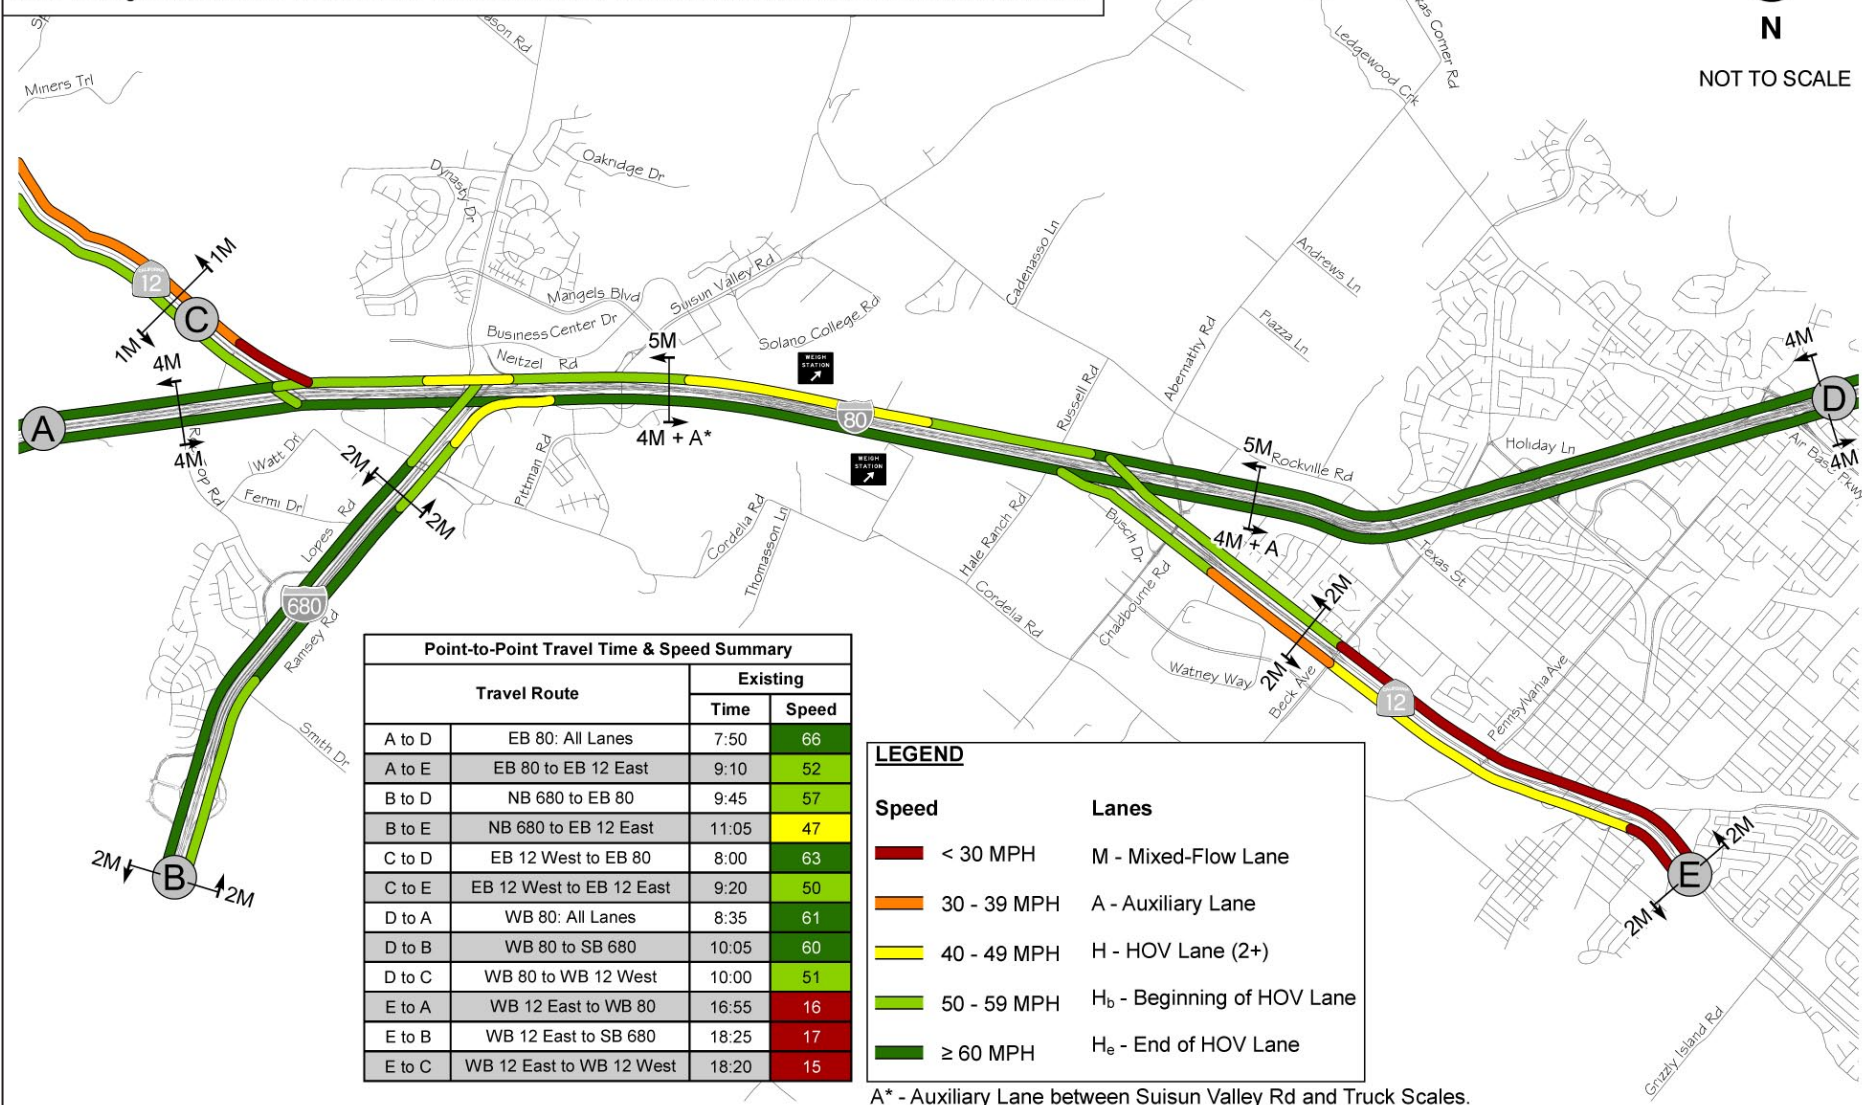 N
NOT TO SCALE
Miners Trl
Ledgewood Crk
Oakridge Dr
Dynasty Dr
12
1M
C
1M
4M
A
4M
Mangels Blvd
Business Center Dr
Neitzel Rd
Suisun Valley Rd
Solano College Rd
5M
4M + A*
WEIGH
STATION
80
WEIGH
STATION
Cadenasso Ln
Andrews Ln
Piazza Ln
Abernathy Rd
Russell Rd
5M
Rockville Rd
4M + A
Holiday Ln
4M
D
4M
Air Base Pkwy
Texas St
Watt Dr
Fermi Dr
Lopes Rd
2M
2M
Pittman Rd
Cordelia Rd
Thomasson Ln
Hale Ranch Rd
Cordelia Rd
Busch Dr
Chadbourne Rd
Watney Way
Beck Ave
2M
2M
12
Pennsylvania Ave
680
Ramsey Rd
Smith Dr
2M
B
2M
E
2M
2M
Grizzly Island Rd
Point-to-Point Travel Time & Speed Summary
Travel Route Existing
Time Speed
A to D EB 80: All Lanes 7:50 66
A to E EB 80 to EB 12 East 9:10 52
B to D NB 680 to EB 80 9:45 57
B to E NB 680 to EB 12 East 11:05 47
C to D EB 12 West to EB 80 8:00 63
C to E EB 12 West to EB 12 East 9:20 50
D to A WB 80: All Lanes 8:35 61
D to B WB 80 to SB 680 10:05 60
D to C WB 80 to WB 12 West 10:00 51
E to A WB 12 East to WB 80 16:55 16
E to B WB 12 East to SB 680 18:25 17
E to C WB 12 East to WB 12 West 18:20 15
LEGEND
Speed Lanes
< 30 MPH M - Mixed-Flow Lane
30 - 39 MPH A - Auxiliary Lane
40 - 49 MPH H - HOV Lane (2+)
50 - 59 MPH Hb - Beginning of HOV Lane
≥ 60 MPH He - End of HOV Lane
A* - Auxiliary Lane between Suisun Valley Rd and Truck Scales.